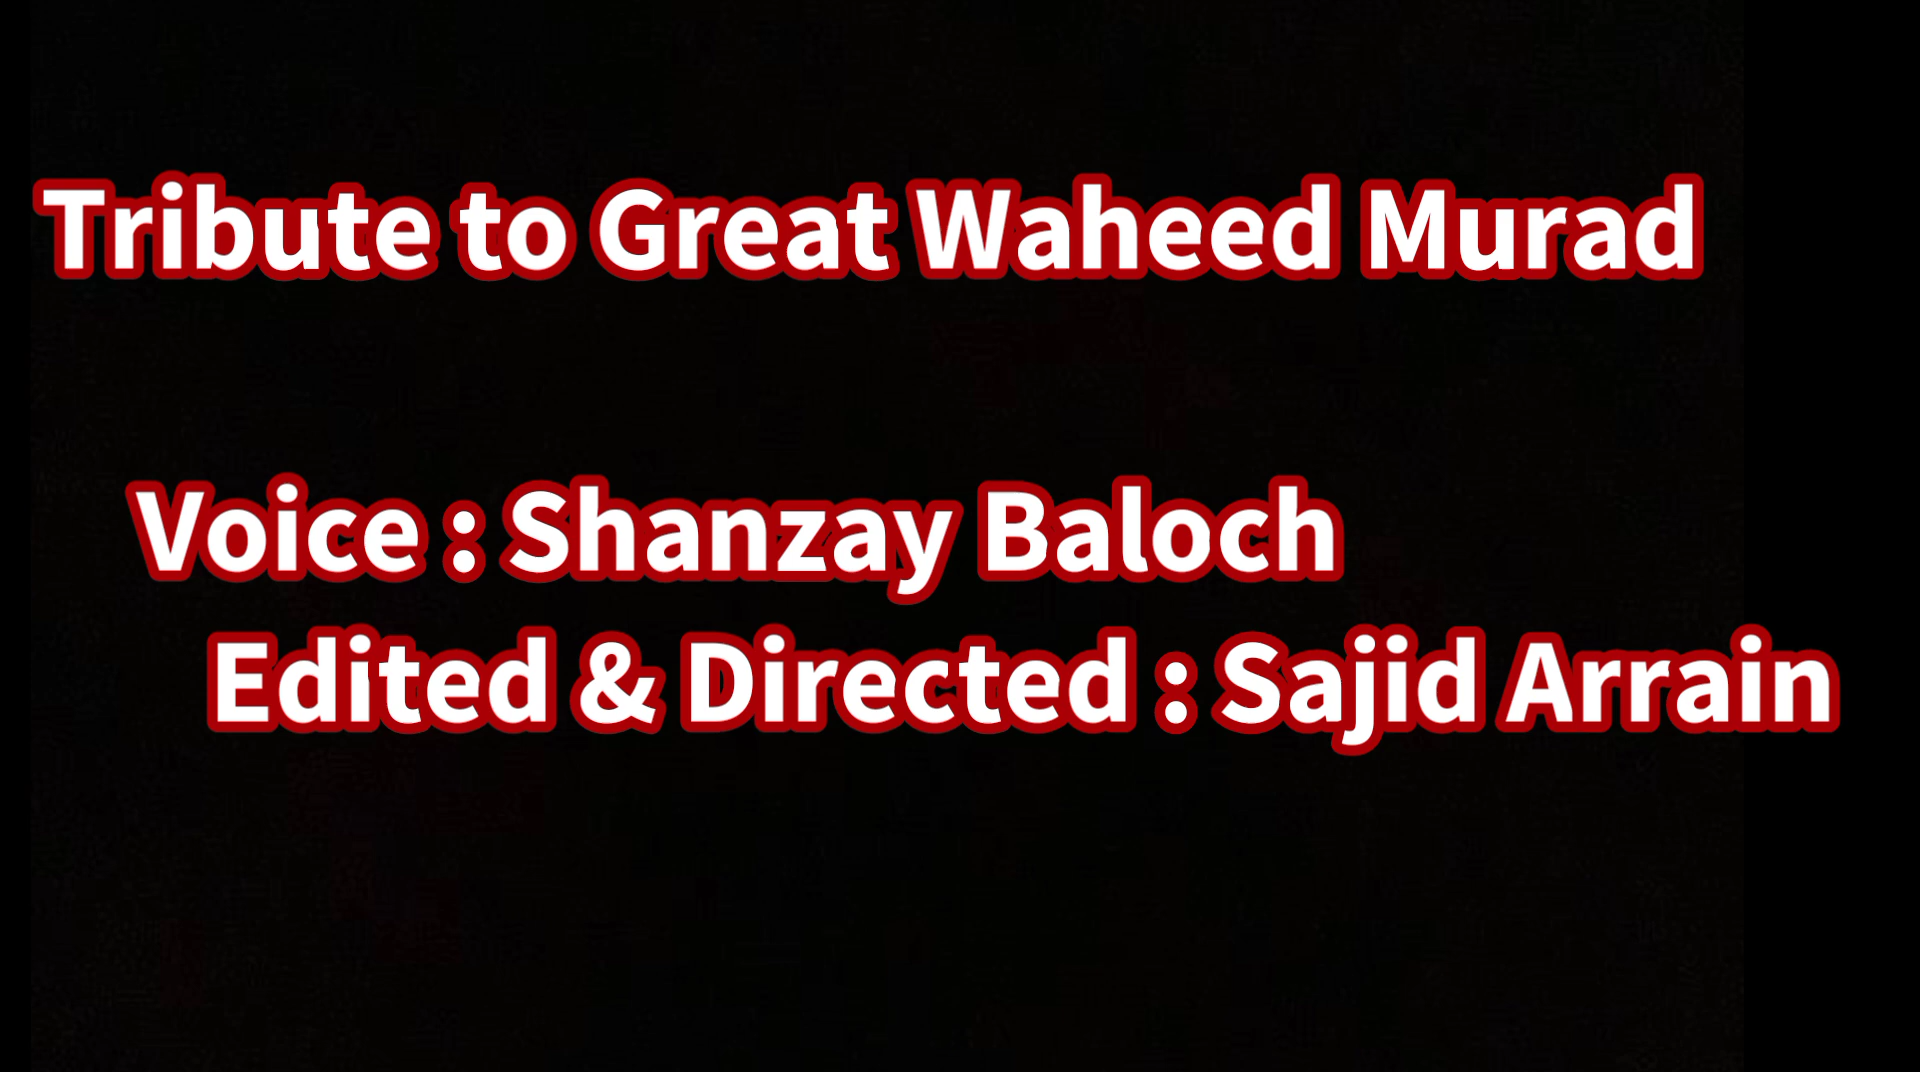 Tribute to Great Waheed Murad
Voice : Shanzay Baloch
Edited & Directed : Sajid Arrain